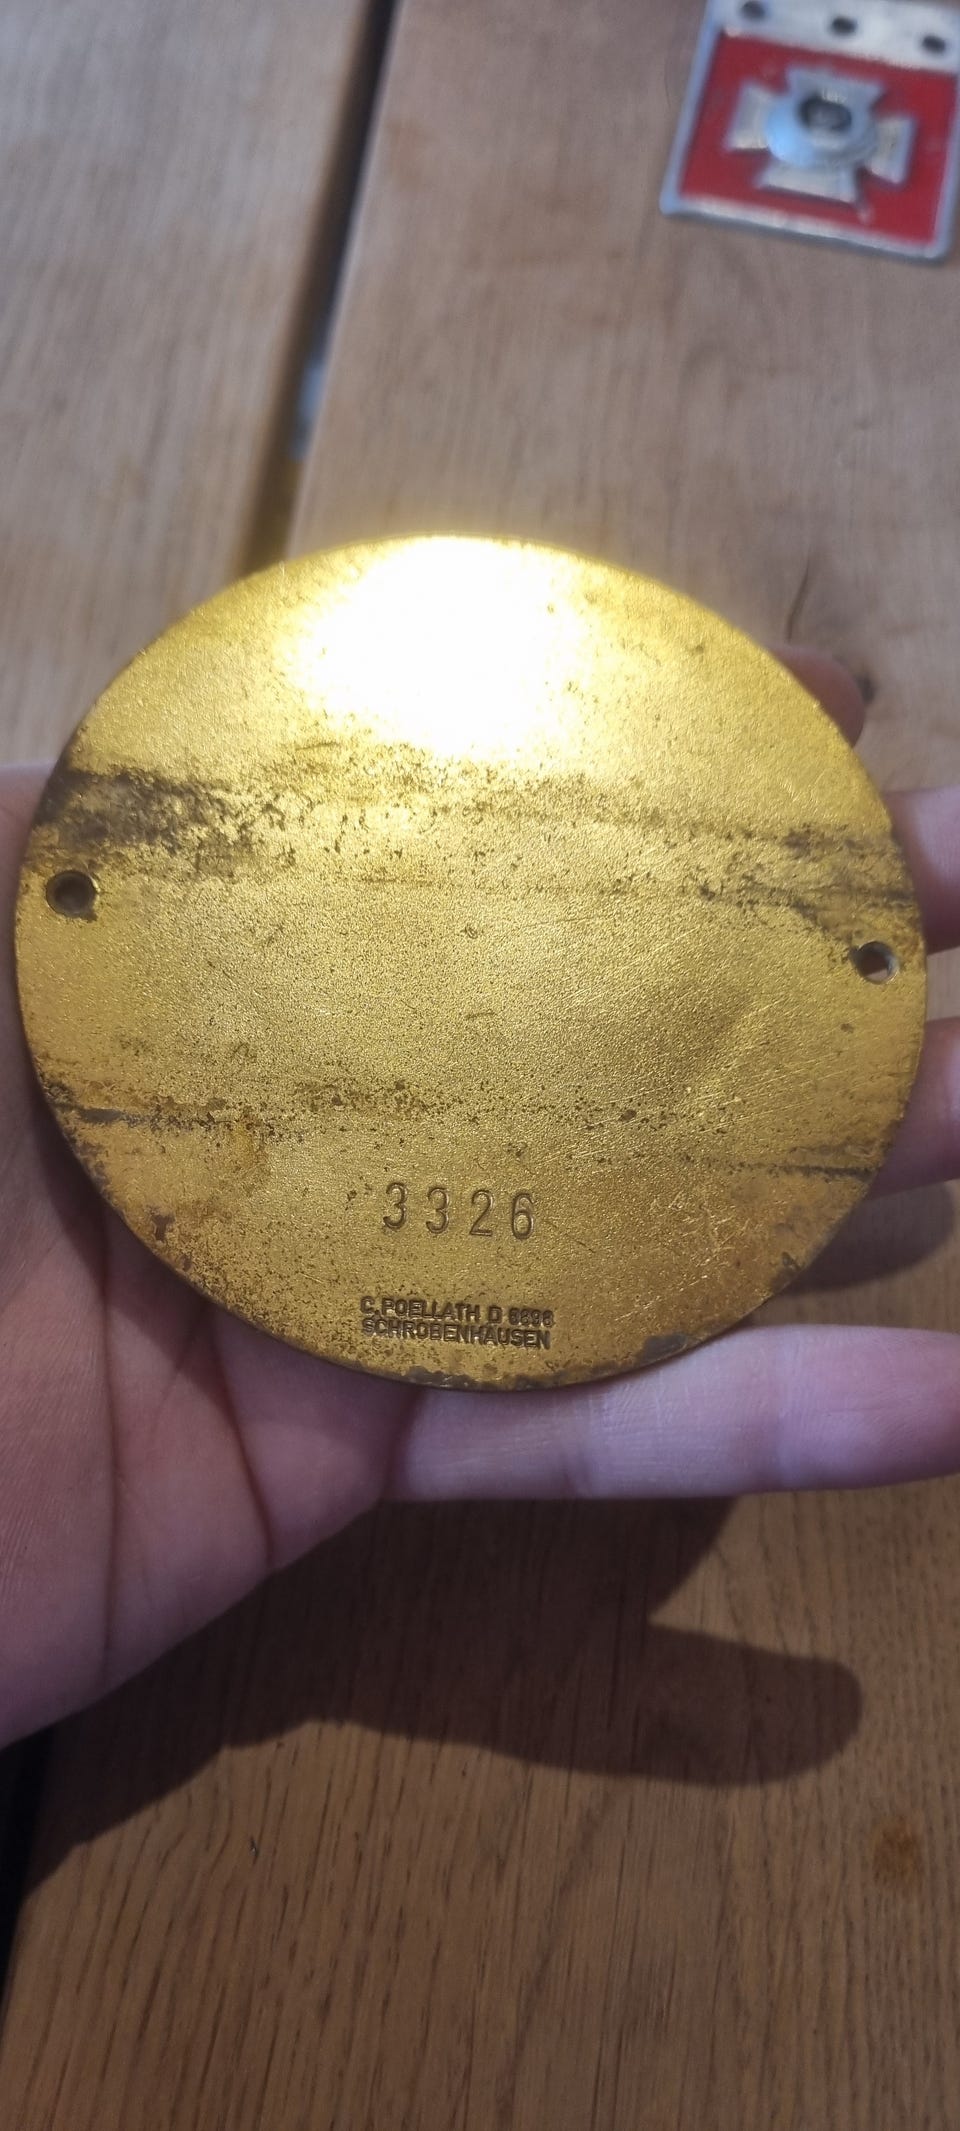 3326
C.POELLATH D 8898
SCHROBENHAUSEN